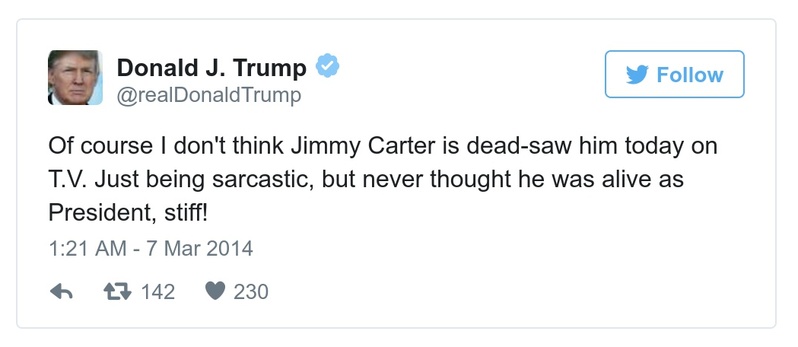 Donald J. Trump
@realDonaldTrump
Follow
Of course I don't think Jimmy Carter is dead-saw him today on
T.V. Just being sarcastic, but never thought he was alive as
President, stiff!
1:21 AM - 7 Mar 2014
142 230